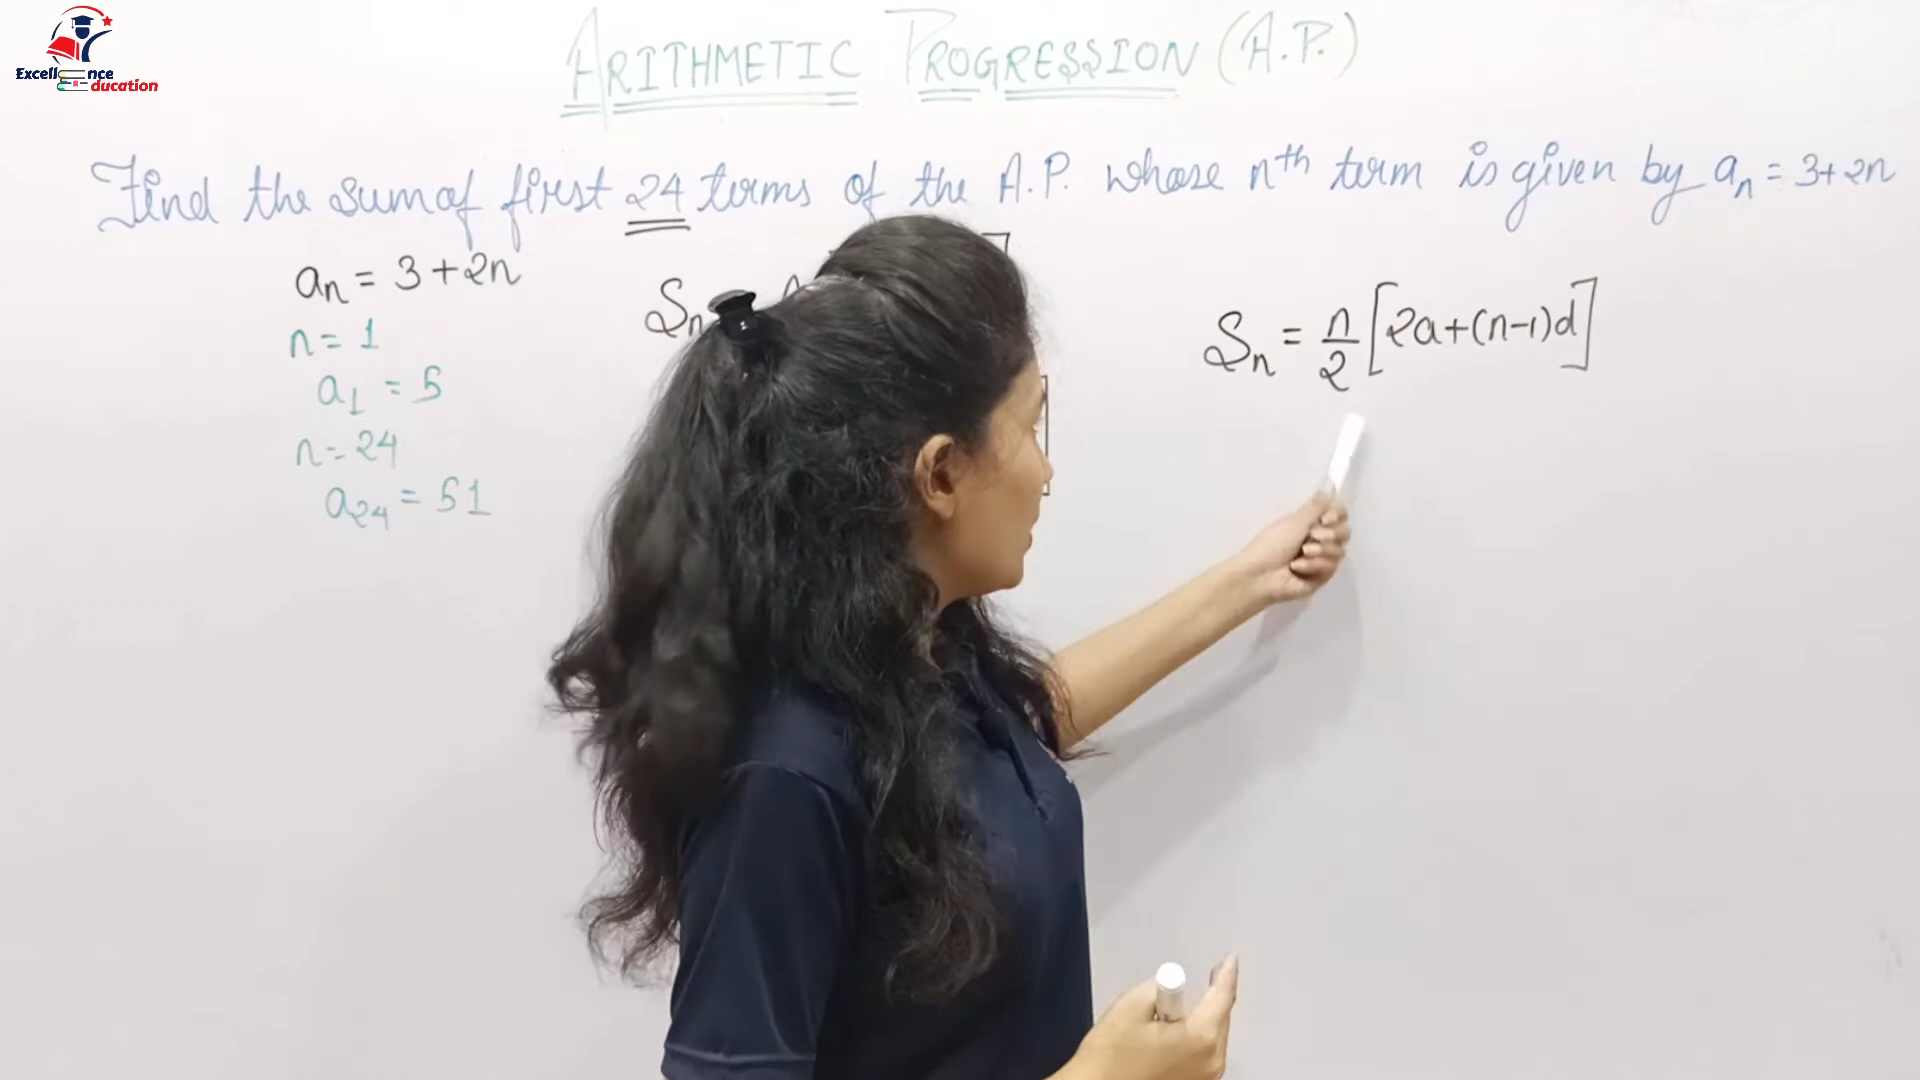 Excellence
Education
ARITHMETIC PROGRESSION (A.P.)
Find the sum of first 24 terms of the A.P. whose nth term is given by aₙ = 3+2n
aₙ = 3+2n
n = 1
a₁ = 5
n = 24
a₂₄ = 51
Sₙ
Sₙ = n/2 [2a+(n-1)d]